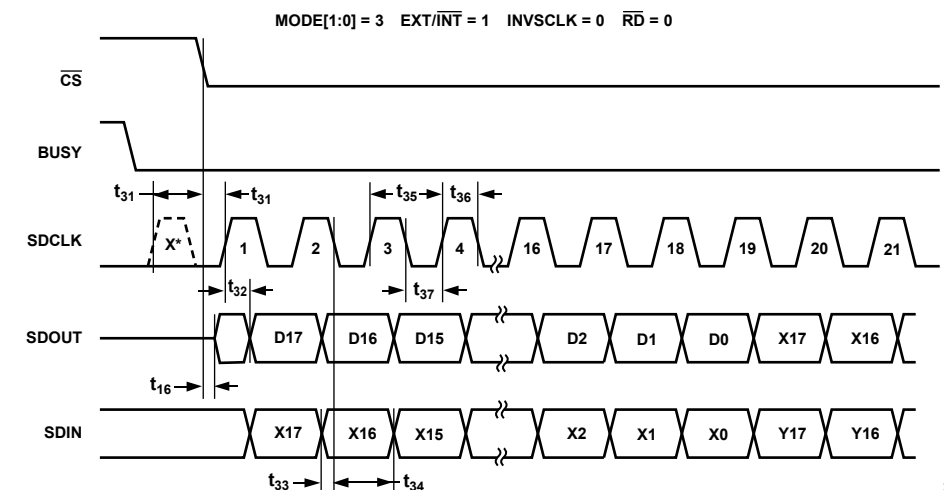 MODE[1:0] = 3 EXT/INT = 1 INVSCLK = 0 RD = 0
CS
BUSY
t31 t31 t35 t36
SDCLK X* 1 2 3 4 16 17 18 19 20 21
t32 t37
SDOUT D17 D16 D15 D2 D1 D0 X17 X16
t16
SDIN X17 X16 X15 X2 X1 X0 Y17 Y16
t33 t34